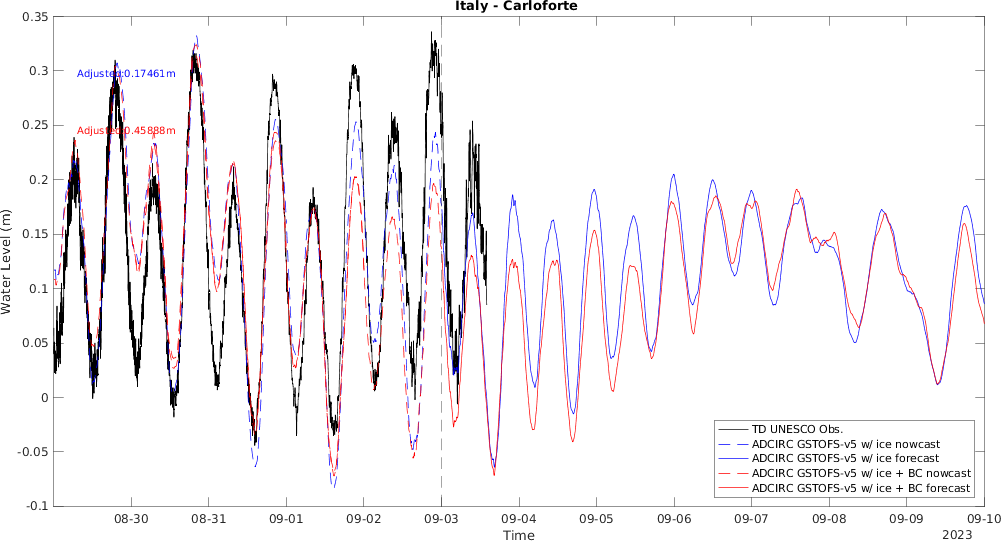 Italy - Carloforte
0.35
0.3
0.25
0.2
0.15
0.1
0.05
0
-0.05
-0.1
Water Level (m)
Adjusted:0.17461m
Adjusted:0.45888m
TD UNESCO Obs.
ADCIRC GSTOFS-v5 w/ ice nowcast
ADCIRC GSTOFS-v5 w/ ice forecast
ADCIRC GSTOFS-v5 w/ ice + BC nowcast
ADCIRC GSTOFS-v5 w/ ice + BC forecast
08-30 08-31 09-01 09-02 09-03 09-04 09-05 09-06 09-07 09-08 09-09 09-10
Time
2023